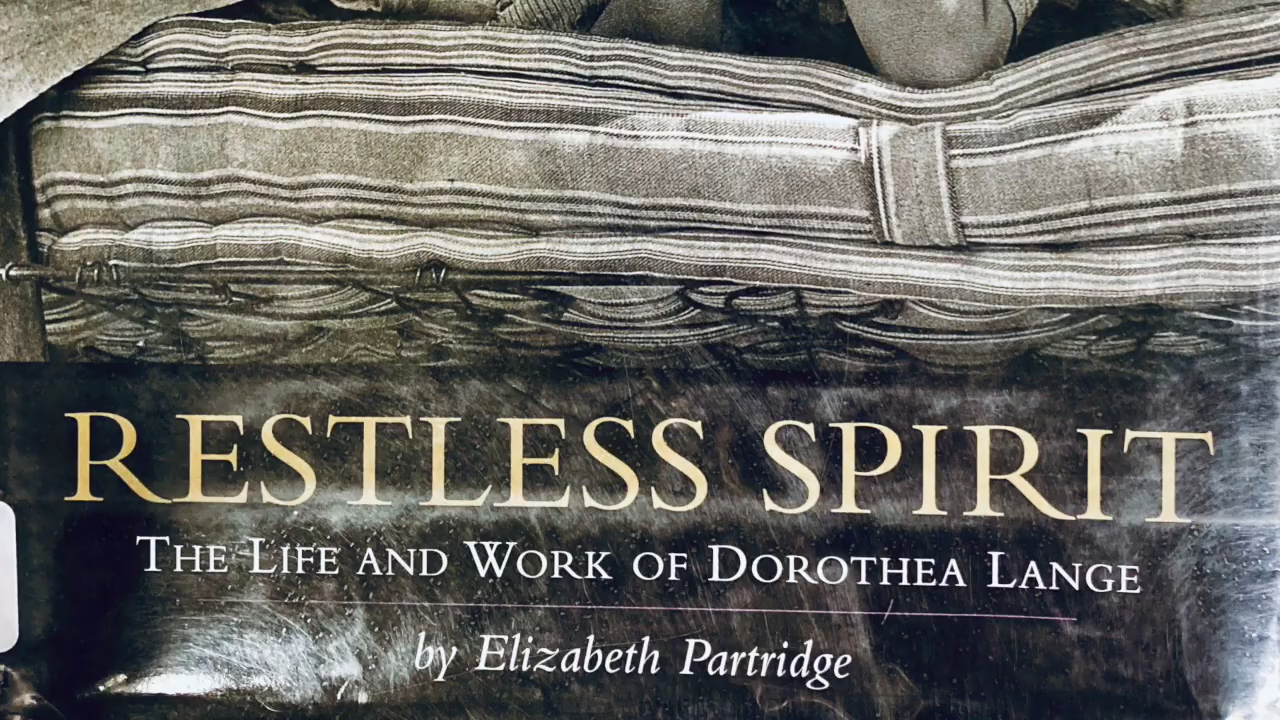 RESTLESS SPIRIT
THE LIFE AND WORK OF DOROTHEA LANGE
by Elizabeth Partridge